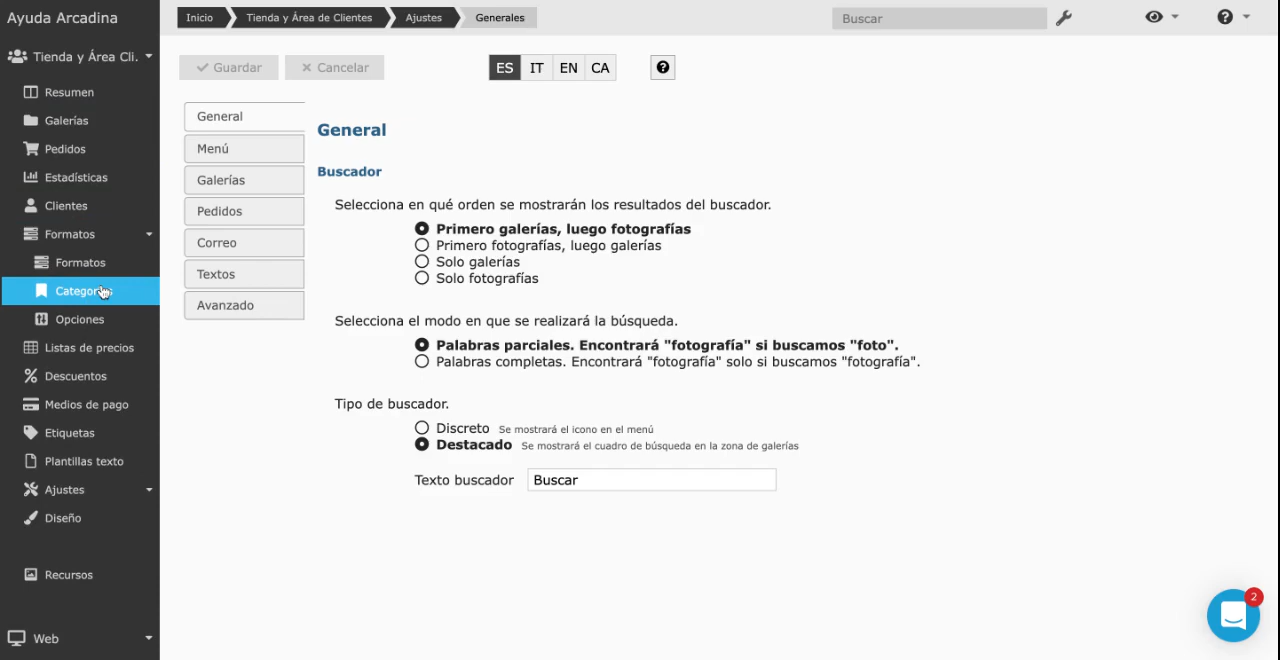 Ayuda Arcadina
Inicio
Tienda y Área de Clientes
Ajustes
Generales
Buscar
Tienda y Área Cli.
Resumen
Galerías
Pedidos
Estadísticas
Clientes
Formatos
Formatos
Opciones
Listas de precios
Descuentos
Medios de pago
Etiquetas
Plantillas texto
Ajustes
Diseño
Recursos
Web
Guardar
Cancelar
ES IT EN CA
General
Menú
Galerías
Pedidos
Correo
Textos
Avanzado
General
Buscador
Selecciona en qué orden se mostrarán los resultados del buscador.
Primero galerías, luego fotografías
Primero fotografías, luego galerías
Solo galerías
Solo fotografías
Selecciona el modo en que se realizará la búsqueda.
Palabras parciales. Encontrará "fotografía" si buscamos "foto".
Palabras completas. Encontrará "fotografía" solo si buscamos "fotografía".
Tipo de buscador.
Discreto Se mostrará el icono en el menú
Destacado Se mostrará el cuadro de búsqueda en la zona de galerías
Texto buscador Buscar
2